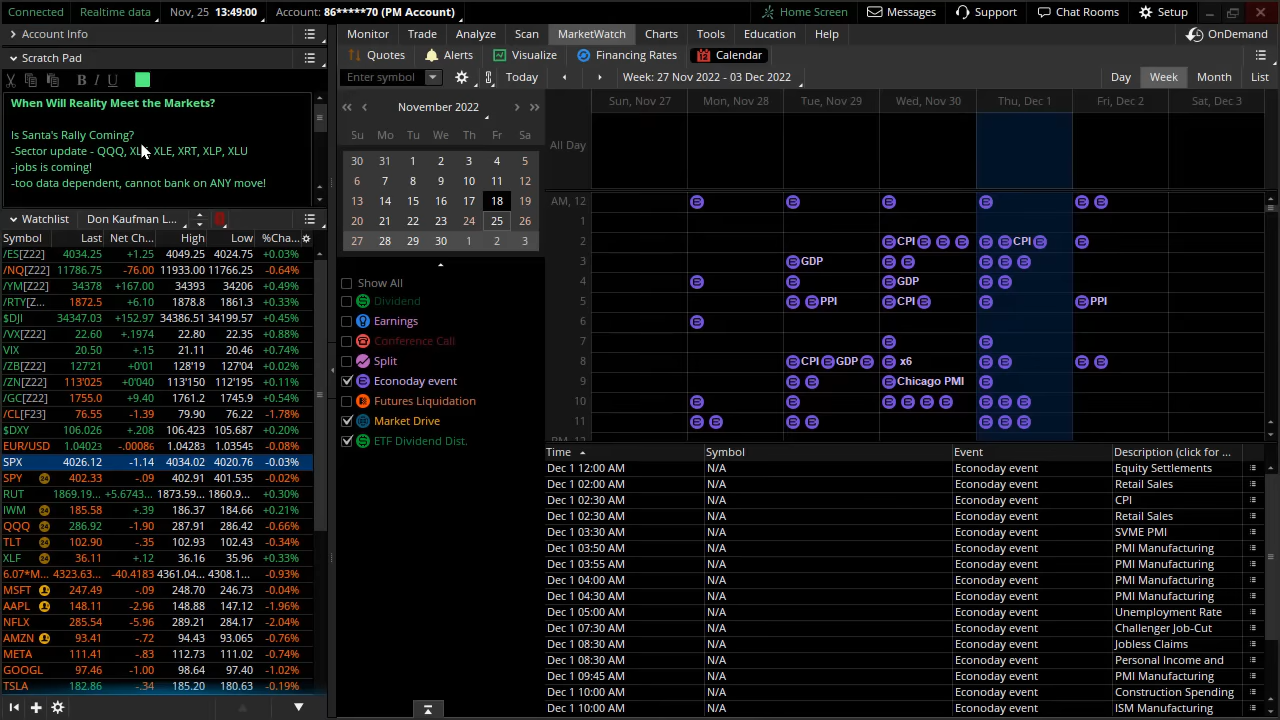 Connected Realtime data Nov, 25 13:49:00 Account: 86*****70 (PM Account) Home Screen Messages Support Chat Rooms Setup
Account Info
Monitor Trade Analyze Scan MarketWatch Charts Tools Education Help OnDemand
Scratch Pad
Quotes Alerts Visualize Financing Rates Calendar
B I U
Enter symbol Today Week: 27 Nov 2022 - 03 Dec 2022 Day Week Month List
When Will Reality Meet the Markets?
Is Santa's Rally Coming?
-Sector update - QQQ, XLE, XRT, XLP, XLU
-jobs is coming!
-too data dependent, cannot bank on ANY move!
Watchlist Don Kaufman L...
Symbol Last Net Ch... High Low %Cha...
/ES[Z22] 4034.25 +1.25 4049.25 4024.75 +0.03%
/NQ[Z22] 11786.75 -76.00 11933.00 11766.25 -0.64%
/YM[Z22] 34378 +167.00 34393 34206 +0.49%
/RTY[Z... 1872.5 +6.10 1878.8 1861.3 +0.33%
$DJI 34347.03 +152.97 34386.51 34199.57 +0.45%
/VX[Z22] 22.60 +.1974 22.80 22.35 +0.88%
VIX 20.50 +.15 21.10 20.46 +0.74%
/ZB[Z22] 127'21 +0'01 128'19 127'04 +0.02%
/ZN[Z22] 113'025 +0'040 113'150 112'195 +0.11%
/GC[Z22] 1755.0 +9.40 1761.2 1745.9 +0.54%
/CL[F23] 76.55 -1.39 79.90 76.22 -1.78%
$DXY 106.026 +.208 106.423 105.687 +0.20%
EUR/USD 1.04023 -.00086 1.04283 1.0354 -0.08%
SPX 4026.12 -1.14 4034.02 4020.76 -0.03%
SPY 402.33 -.09 402.91 401.535 -0.02%
RUT 1869.19... +5.6743... 1873.59... 1860.9... +0.30%
IWM 185.58 +.39 186.37 184.66 +0.21%
QQQ 286.92 -1.90 287.91 286.42 -0.66%
TLT 102.90 -.35 102.93 102.43 -0.34%
XLF 36.11 +.12 36.16 35.96 +0.33%
6.07*M... 4323.63... -40.4183 4361.04... 4308.1... -0.93%
MSFT 247.49 -.09 248.70 246.73 -0.04%
AAPL 148.11 -2.96 148.88 147.12 -1.96%
NFLX 285.54 -5.96 289.21 284.17 -2.04%
AMZN 93.41 -.72 94.43 93.065 -0.76%
META 111.41 -.83 112.73 111.02 -0.74%
GOOGL 97.46 -1.00 98.64 97.40 -1.02%
TSLA 182.86 -.34 185.20 180.63 -0.19%
November 2022
Su Mo Tu We Th Fr Sa
30 31 1 2 3 4 5
6 7 8 9 10 11 12
13 14 15 16 17 18 19
20 21 22 23 24 25 26
27 28 29 30 1 2 3
Show All
Dividend
Earnings
Conference Call
Split
Econoday event
Futures Liquidation
Market Drive
ETF Dividend Dist.
Sun, Nov 27 Mon, Nov 28 Tue, Nov 29 Wed, Nov 30 Thu, Dec 1 Fri, Dec 2 Sat, Dec 3
All Day
AM, 12
1
2 CPI CPI
3 GDP
4 GDP
5 PPI CPI PPI
6
7
8 CPI GDP x6
9 Chicago PMI
10
11
Time Symbol Event Description (click for ...
Dec 1 12:00 AM N/A Econoday event Equity Settlements
Dec 1 02:00 AM N/A Econoday event Retail Sales
Dec 1 02:30 AM N/A Econoday event CPI
Dec 1 02:30 AM N/A Econoday event Retail Sales
Dec 1 03:30 AM N/A Econoday event SVME PMI
Dec 1 03:50 AM N/A Econoday event PMI Manufacturing
Dec 1 03:55 AM N/A Econoday event PMI Manufacturing
Dec 1 04:00 AM N/A Econoday event PMI Manufacturing
Dec 1 04:30 AM N/A Econoday event PMI Manufacturing
Dec 1 05:00 AM N/A Econoday event Unemployment Rate
Dec 1 07:30 AM N/A Econoday event Challenger Job-Cut
Dec 1 08:30 AM N/A Econoday event Jobless Claims
Dec 1 08:30 AM N/A Econoday event Personal Income and
Dec 1 09:45 AM N/A Econoday event PMI Manufacturing
Dec 1 10:00 AM N/A Econoday event Construction Spending
Dec 1 10:00 AM N/A Econoday event ISM Manufacturing